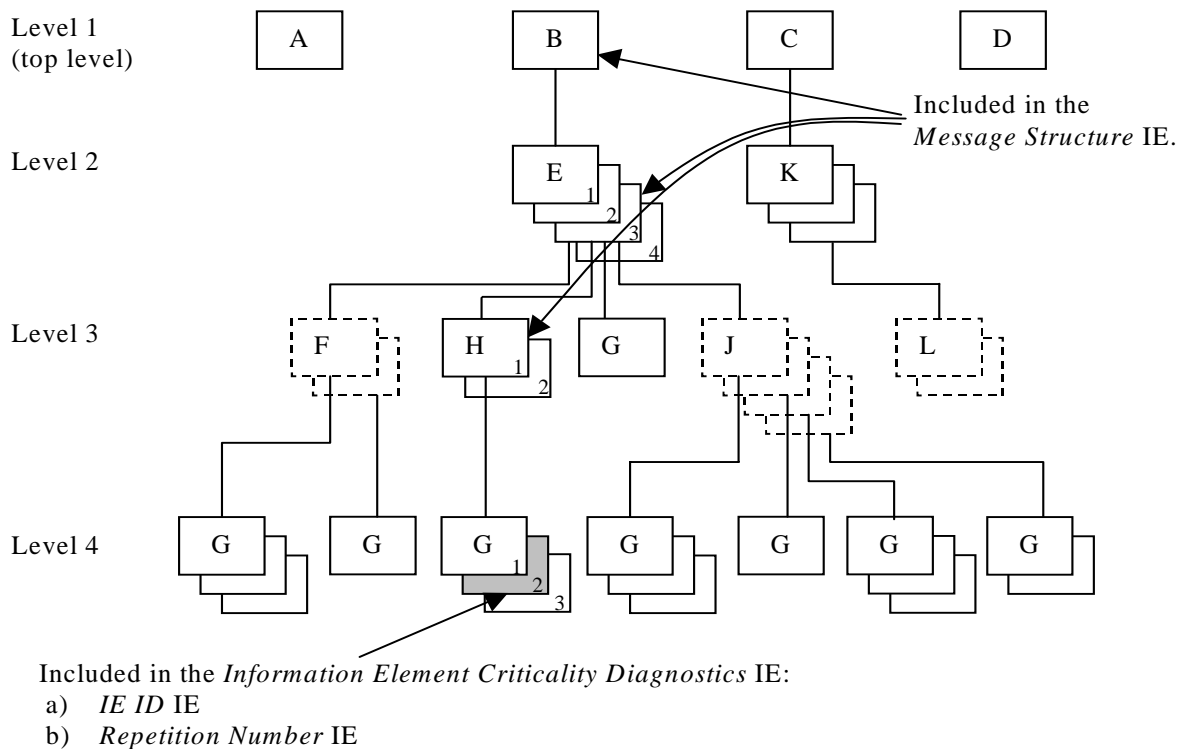 Level 1
(top level)
A
B
C
D
Included in the
Message Structure IE.
Level 2
E
1
2
3
4
K
Level 3
F
H
1
2
G
J
L
Level 4
G
G
G
1
2
3
G
G
G
G
Included in the Information Element Criticality Diagnostics IE:
a) IE ID IE
b) Repetition Number IE